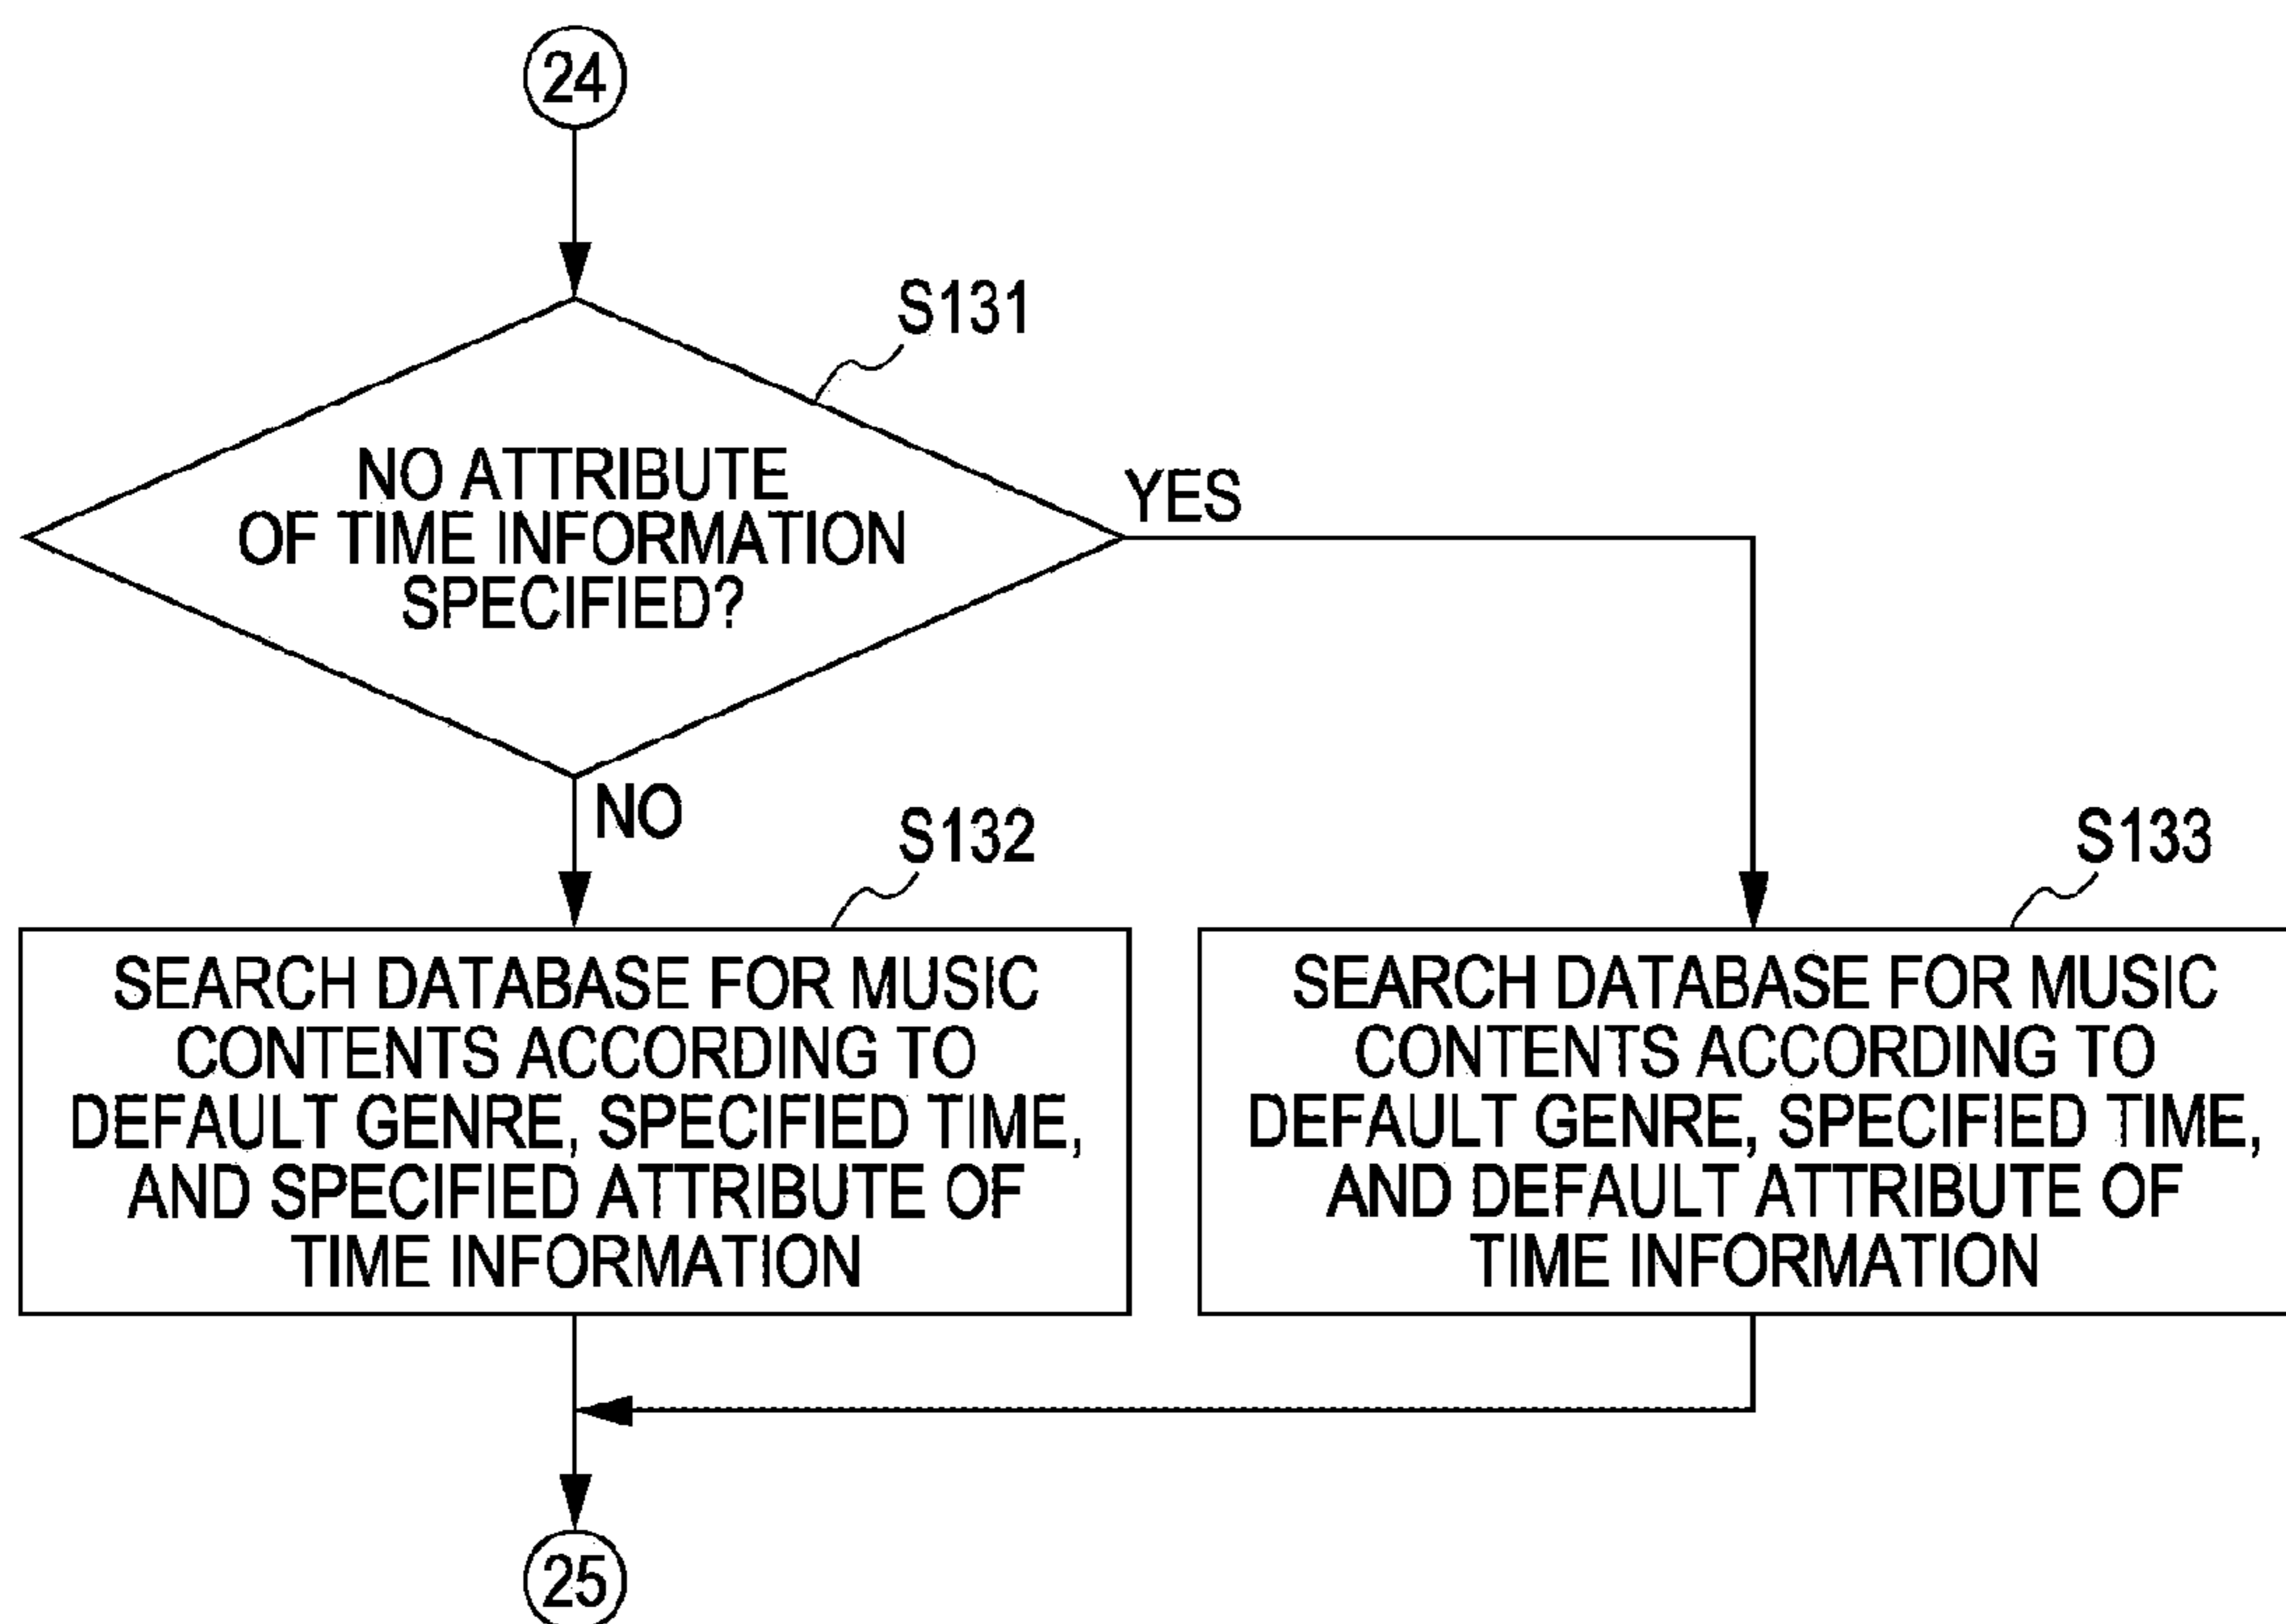 24
S131
NO ATTRIBUTE
OF TIME INFORMATION
SPECIFIED?
YES
NO
S132
SEARCH DATABASE FOR MUSIC
CONTENTS ACCORDING TO
DEFAULT GENRE, SPECIFIED TIME,
AND SPECIFIED ATTRIBUTE OF
TIME INFORMATION
S133
SEARCH DATABASE FOR MUSIC
CONTENTS ACCORDING TO
DEFAULT GENRE, SPECIFIED TIME,
AND DEFAULT ATTRIBUTE OF
TIME INFORMATION
25